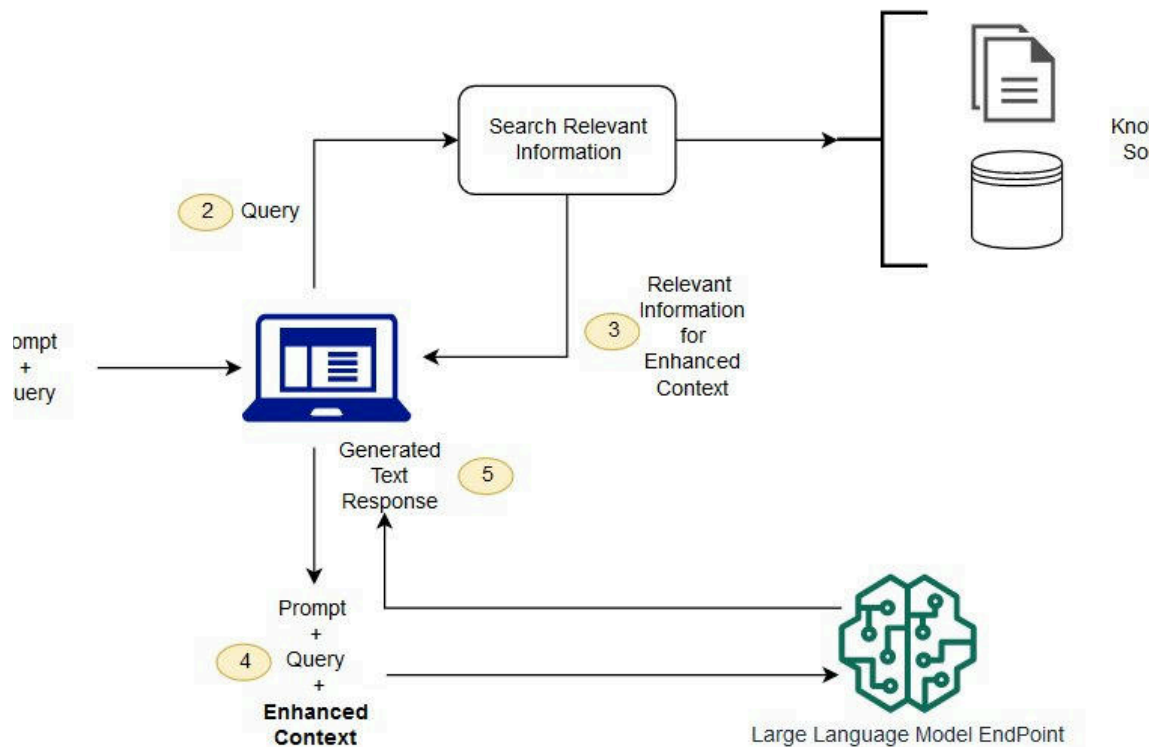 Search Relevant
Information
2 Query
3
Relevant
Information
for
Enhanced
Context
+
Generated
Text
Response
5
Prompt
+
Query
+
Enhanced
Context
4
Large Language Model EndPoint